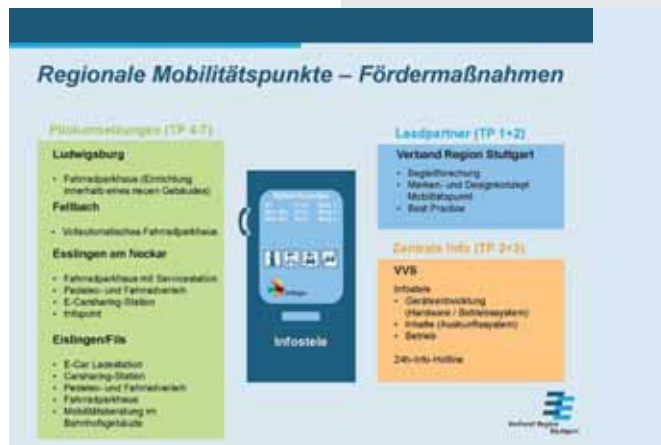 Regionale Mobilitätspunkte – Fördermaßnahmen
Pilotumsetzungen (TP 4-7)
Ludwigsburg
• Fahrradparkhaus (Einrichtung
innerhalb eines neuen Gebäudes)
Fellbach
• Vollautomatisches Fahrradparkhaus
Esslingen am Neckar
• Fahrradparkhaus mit Servicestation
• Pedelec- und Fahrradverleih
• E-Carsharing-Station
• Infopoint
Eislingen/Fils
• E-Car Ladestation
• Carsharing-Station
• Pedelec- und Fahrradverleih
• Fahrradparkhaus
• Mobilitätsberatung im
Bahnhofsgebäude
Infostele
Leadpartner (TP 1+2)
Verband Region Stuttgart
• Begleitforschung
• Marken- und Designkonzept
Mobilitätspunkt
• Best Practice
Zentrale Info (TP 2+3)
VVS
Infostele
• Geräteentwicklung
(Hardware / Betriebssystem)
• Inhalte (Auskunftssystem)
• Betrieb
24h-Info-Hotline
Verband Region
Stuttgart